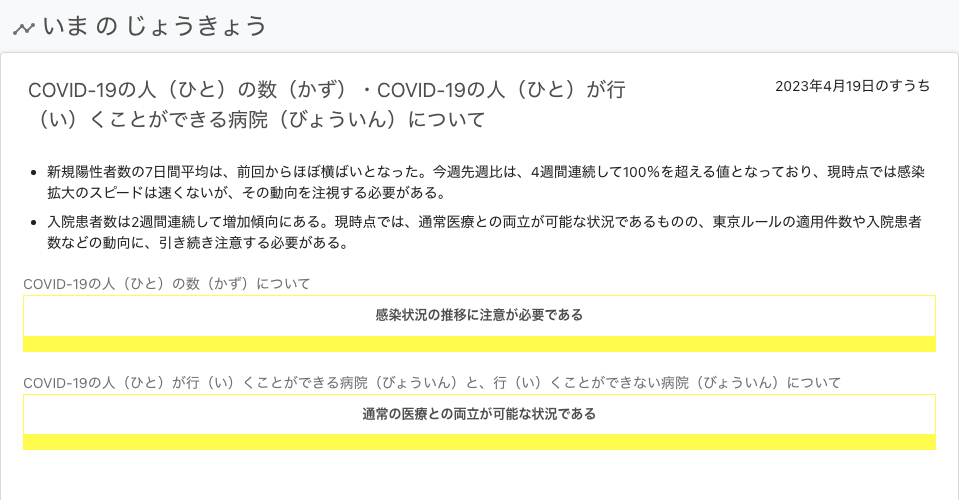 いま の じょうきょう
COVID-19の人（ひと）の数（かず）・COVID-19の人（ひと）が行
（い）くことができる病院（びょういん）について
2023年4月19日のすうち
• 新規陽性者数の7日間平均は、前回からほぼ横ばいとなった。今週先週比は、4週間連続して100%を超える値となっており、現時点では感染
拡大のスピードは速くないが、その動向を注視する必要がある。
• 入院患者数は2週間連続して増加傾向にある。現時点では、通常医療との両立が可能な状況であるものの、東京ルールの適用件数や入院患者
数などの動向に、引き続き注意する必要がある。
COVID-19の人（ひと）の数（かず）について
感染状況の推移に注意が必要である
COVID-19の人（ひと）が行（い）くことができる病院（びょういん）と、行（い）くことができない病院（びょういん）について
通常の医療との両立が可能な状況である